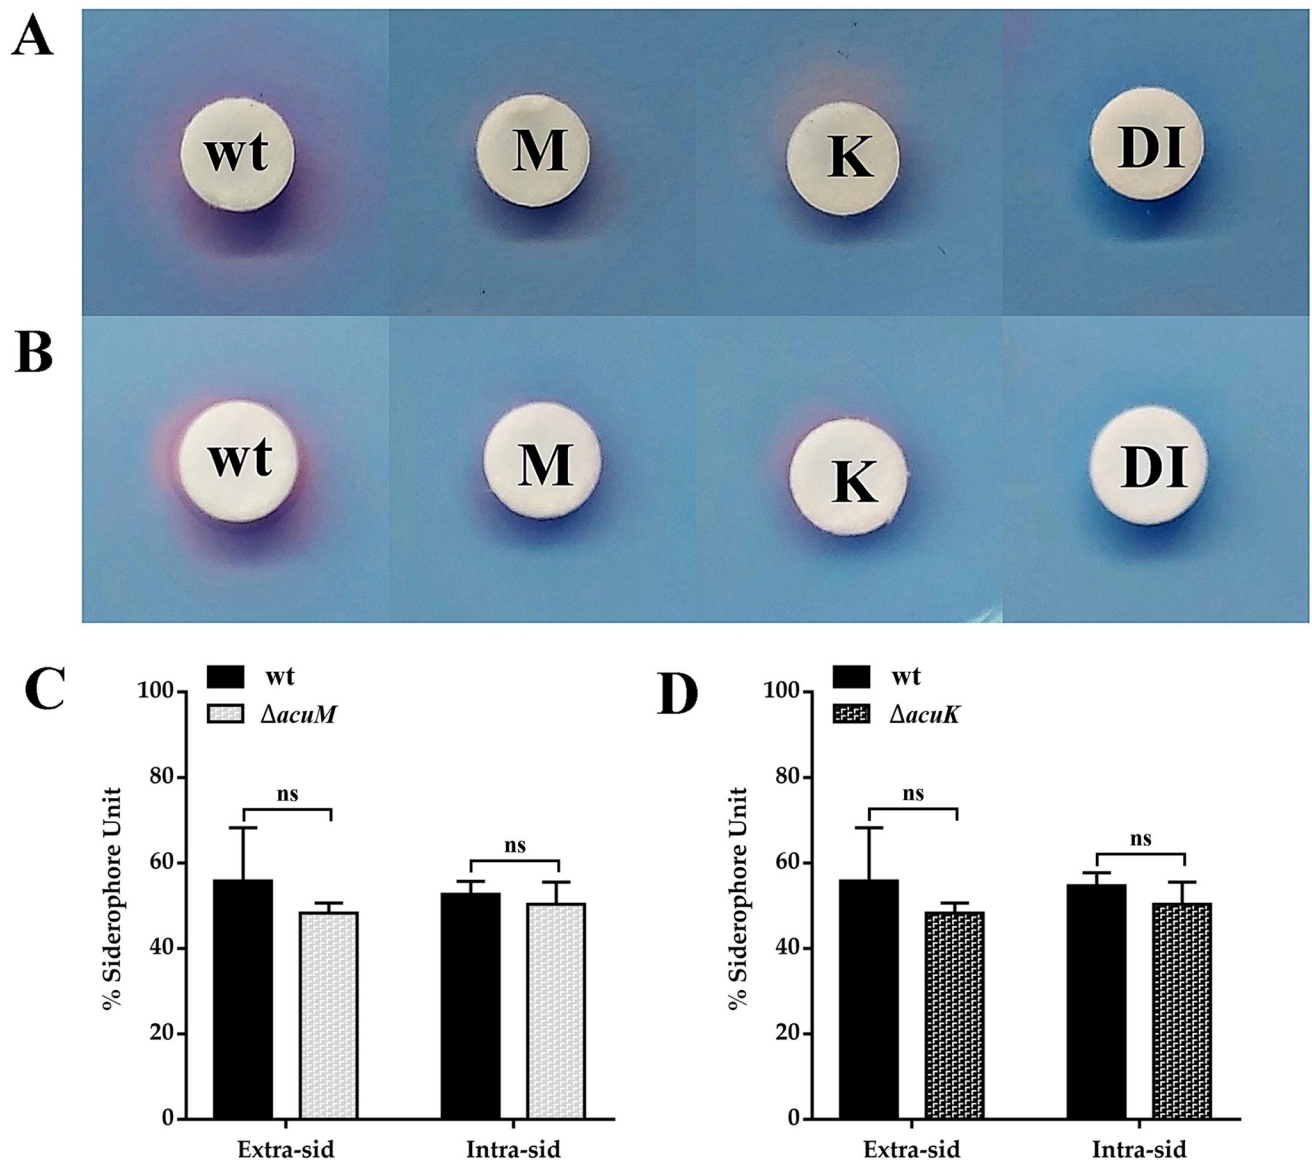 A
wt
M
K
DI
B
wt
M
K
DI
C
wt
ΔacuM
100
80
60
40
20
0
% Siderophore Unit
ns
ns
Extra-sid
Intra-sid
D
wt
ΔacuK
100
80
60
40
20
0
% Siderophore Unit
ns
ns
Extra-sid
Intra-sid